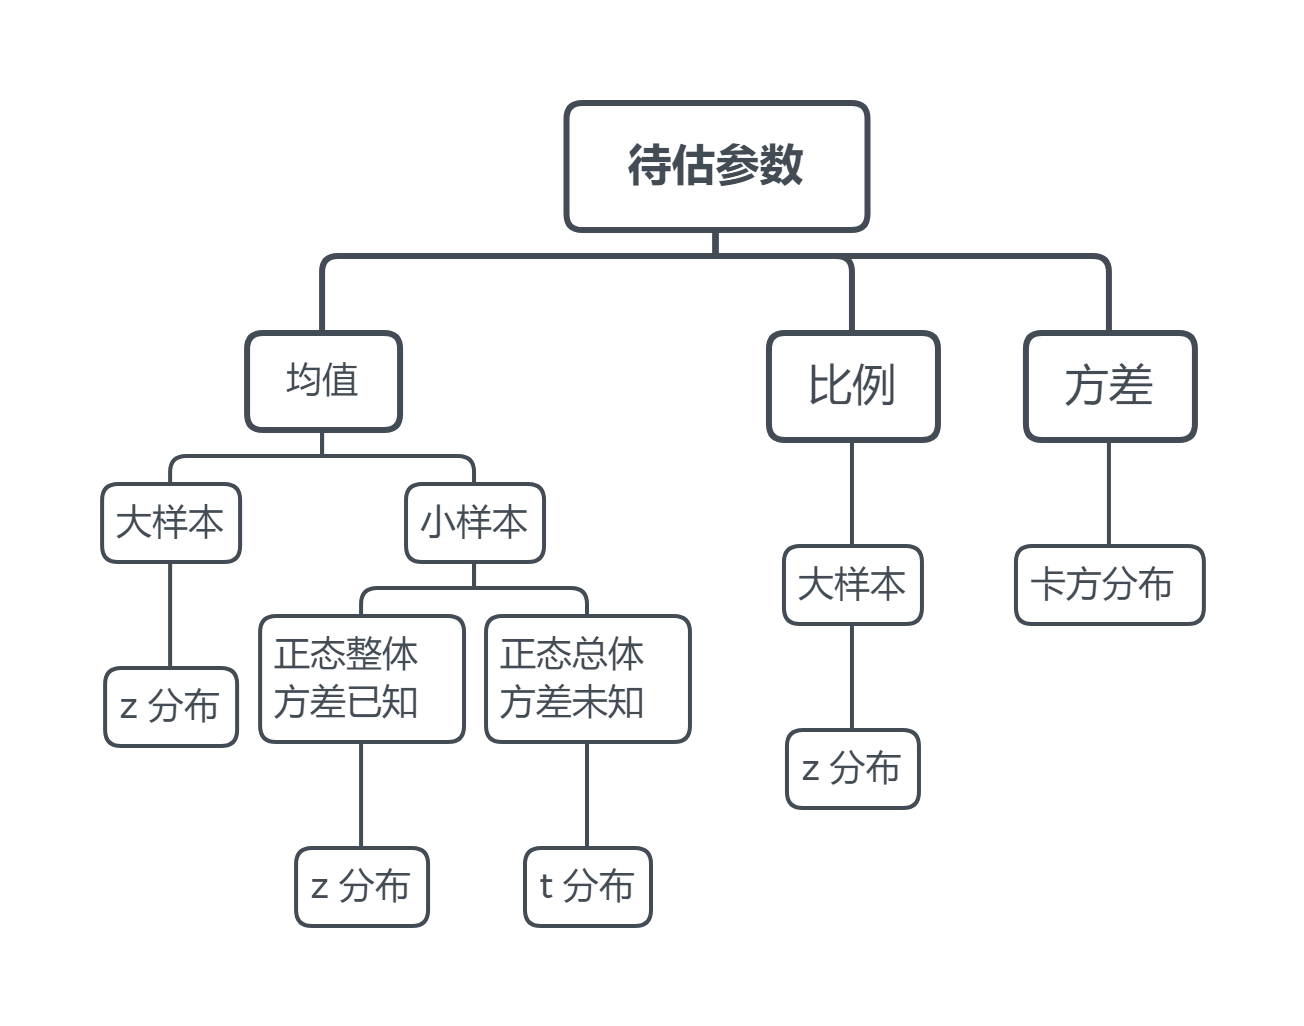 待估参数
均值
比例
方差
大样本
小样本
大样本
卡方分布
正态整体
方差已知
正态总体
方差未知
z 分布
z 分布
z 分布
t 分布